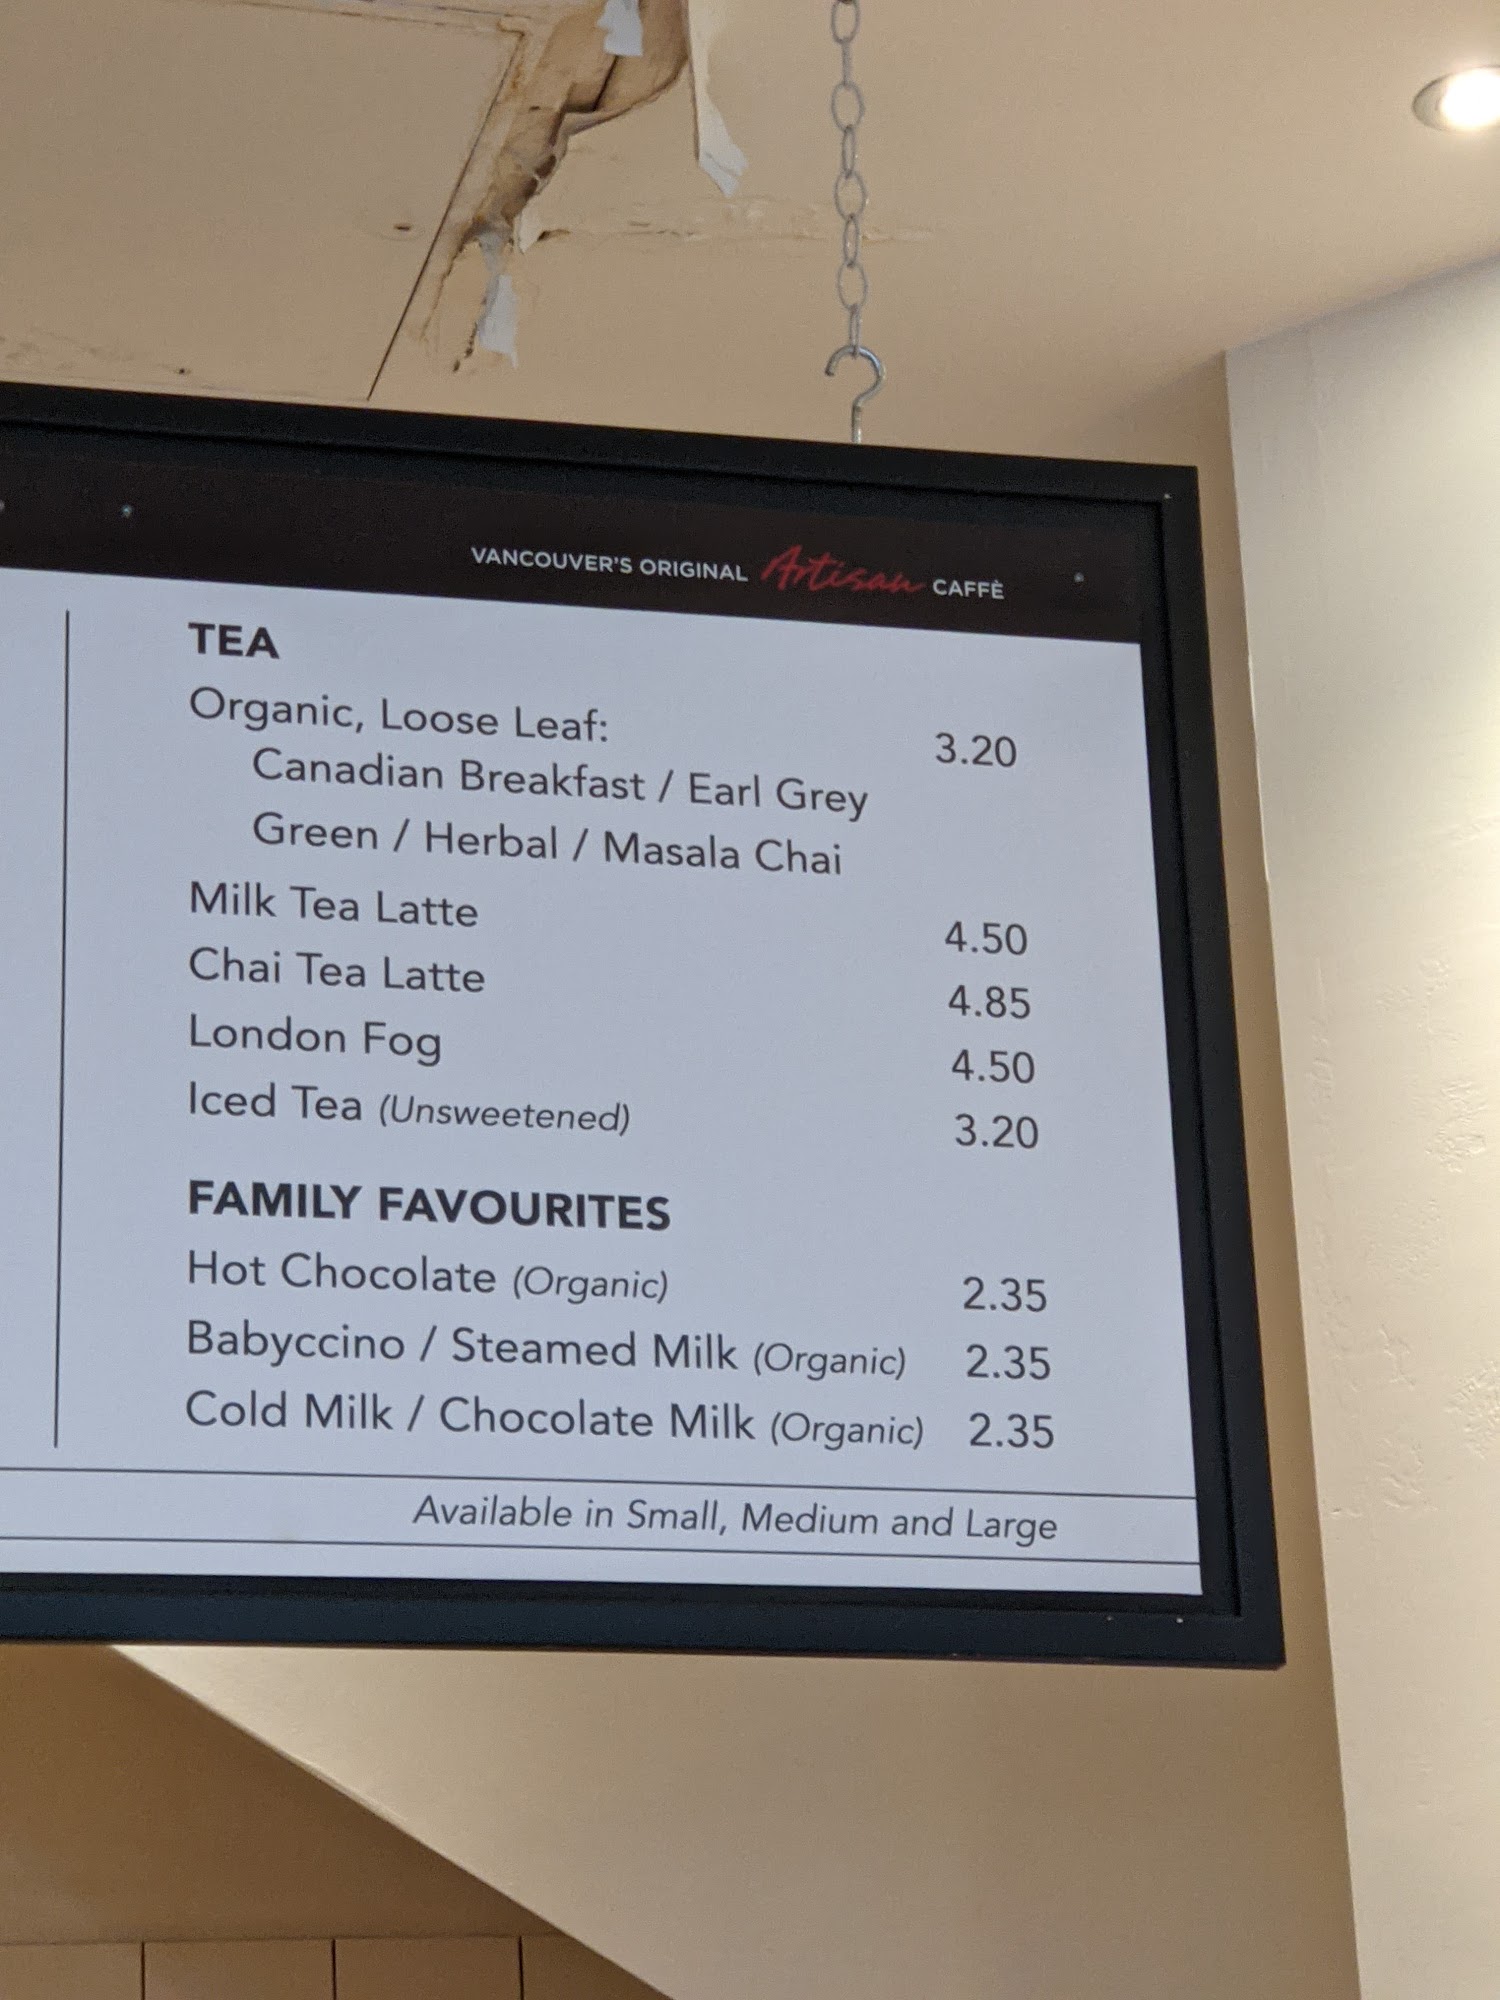 VANCOUVER'S ORIGINAL Artisan CAFFÈ
TEA
Organic, Loose Leaf: 3.20
Canadian Breakfast / Earl Grey
Green / Herbal / Masala Chai
Milk Tea Latte 4.50
Chai Tea Latte 4.85
London Fog 4.50
Iced Tea (Unsweetened) 3.20
FAMILY FAVOURITES
Hot Chocolate (Organic) 2.35
Babyccino / Steamed Milk (Organic) 2.35
Cold Milk / Chocolate Milk (Organic) 2.35
Available in Small, Medium and Large